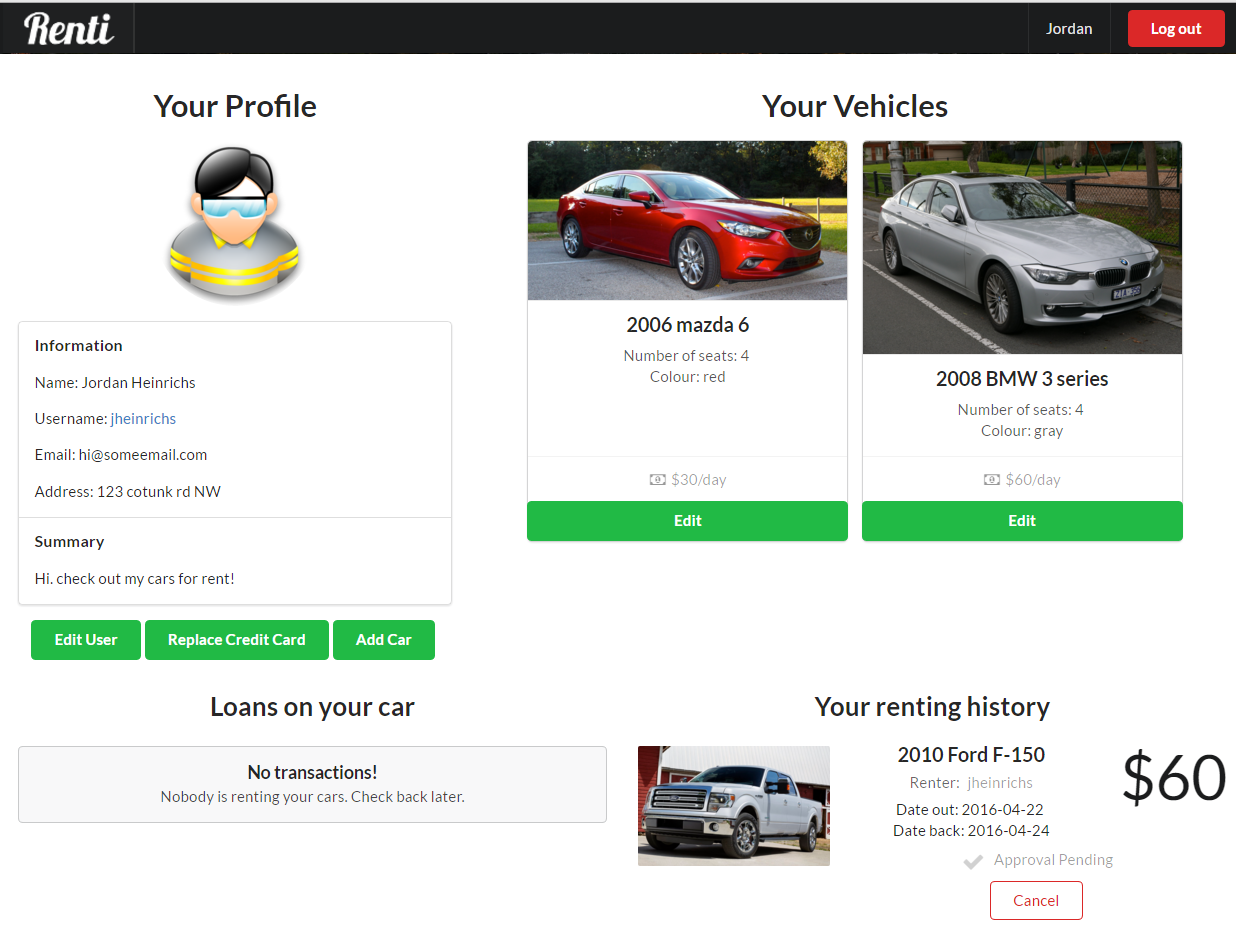 Renti
Jordan
Log out
Your Profile
Information
Name: Jordan Heinrichs
Username: jheinrichs
Email: hi@someemail.com
Address: 123 cotunk rd NW
Summary
Hi. check out my cars for rent!
Edit User
Replace Credit Card
Add Car
Your Vehicles
2006 mazda 6
Number of seats: 4
Colour: red
$30/day
Edit
2008 BMW 3 series
Number of seats: 4
Colour: gray
$60/day
Edit
Loans on your car
No transactions!
Nobody is renting your cars. Check back later.
Your renting history
2010 Ford F-150
Renter: jheinrichs
Date out: 2016-04-22
Date back: 2016-04-24
Approval Pending
Cancel
$60